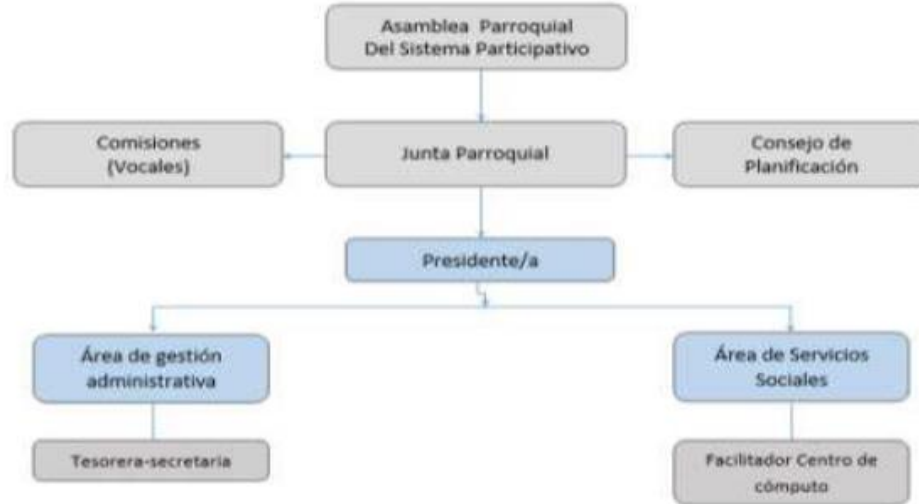 Asamblea Parroquial
Del Sistema Participativo
Comisiones
(Vocales)
Junta Parroquial
Consejo de
Planificación
Presidente/a
Área de gestión
administrativa
Área de Servicios
Sociales
Tesorera-secretaria
Facilitador Centro de
cómputo